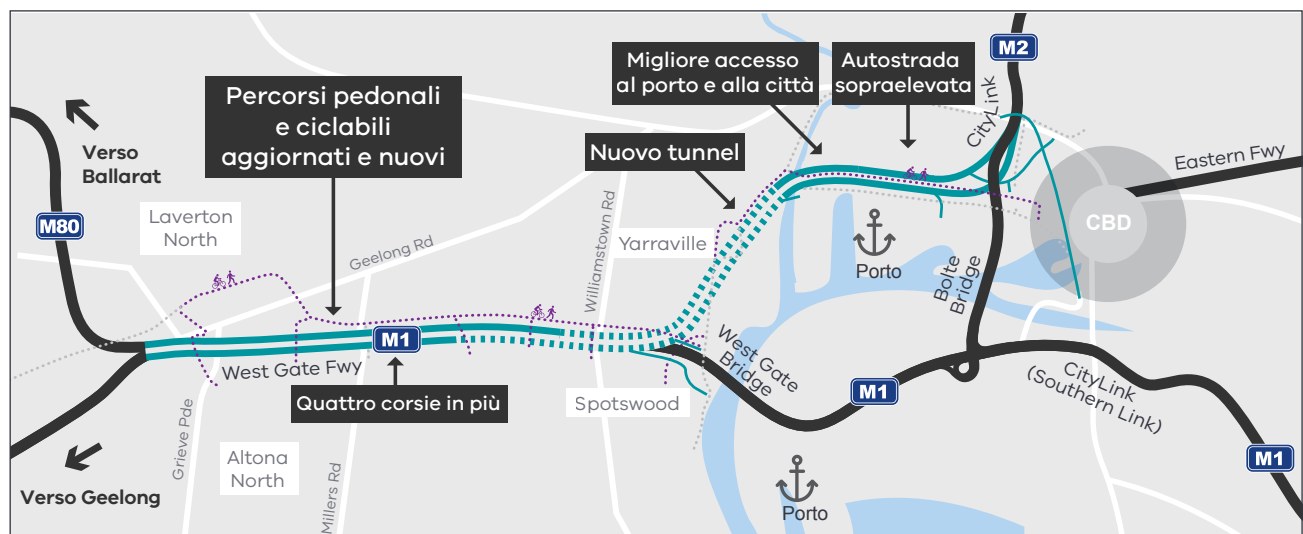 M2
Migliore accesso
al porto e alla città
Autostrada
sopraelevata
CityLink
Percorsi pedonali
e ciclabili
aggiornati e nuovi
Nuovo tunnel
Verso
Ballarat
Eastern Fwy
M80
Laverton
North
Williamstown Rd
Yarraville
CBD
Geelong Rd
Porto
Bolte
Bridge
M1
West Gate Fwy
West Gate
Bridge
Quattro corsie in più
Spotswood
M1
CityLink
(Southern Link)
Grieve Pde
Altona
North
Millers Rd
M1
Verso Geelong
Porto